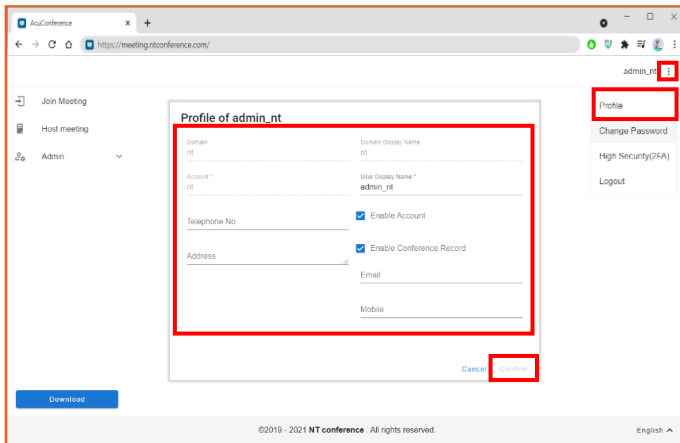 AcuConference
https://meeting.ntconference.com/
admin_nt
Join Meeting
Host meeting
Admin
Profile
Change Password
High Security(2FA)
Logout
Profile of admin_nt
Domain
nt
Domain Display Name
nt
Account *
nt
User Display Name *
admin_nt
Telephone No
Enable Account
Address
Enable Conference Record
Email
Mobile
Cancel
Confirm
Download
©2019 - 2021 NT conference . All rights reserved.
English